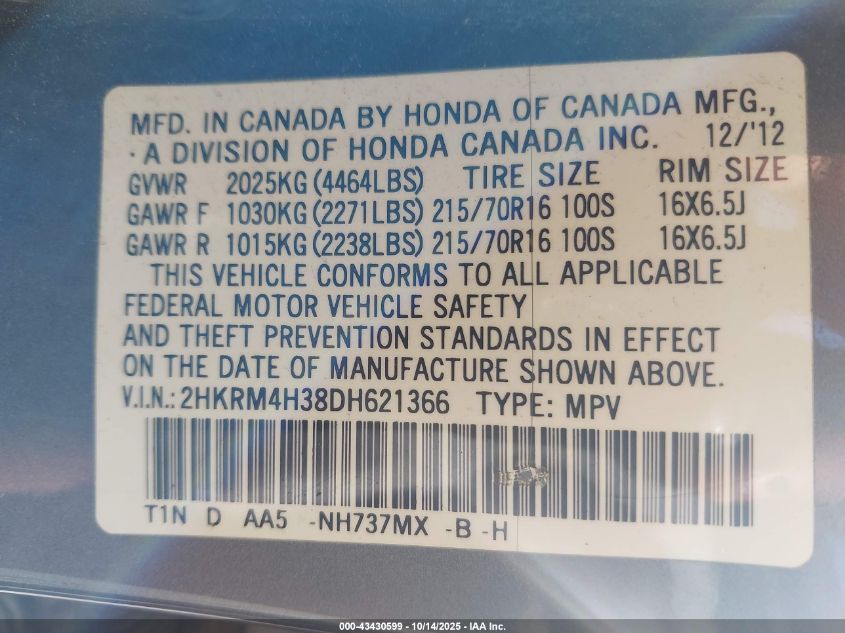 MFD. IN CANADA BY HONDA OF CANADA MFG.,
·A DIVISION OF HONDA CANADA INC. 12/'12
GVWR 2025KG (4464LBS) TIRE SIZE RIM SIZE
GAWR F 1030KG (2271LBS) 215/70R16 100S 16X6.5J
GAWR R 1015KG (2238LBS) 215/70R16 100S 16X6.5J
THIS VEHICLE CONFORMS TO ALL APPLICABLE
FEDERAL MOTOR VEHICLE SAFETY
AND THEFT PREVENTION STANDARDS IN EFFECT
ON THE DATE OF MANUFACTURE SHOWN ABOVE.
V.I.N.: 2HKRM4H38DH621366 TYPE: MPV
T1N D AA5 -NH737MX -B -H
000-43430599 - 10/14/2025 - IAA Inc.